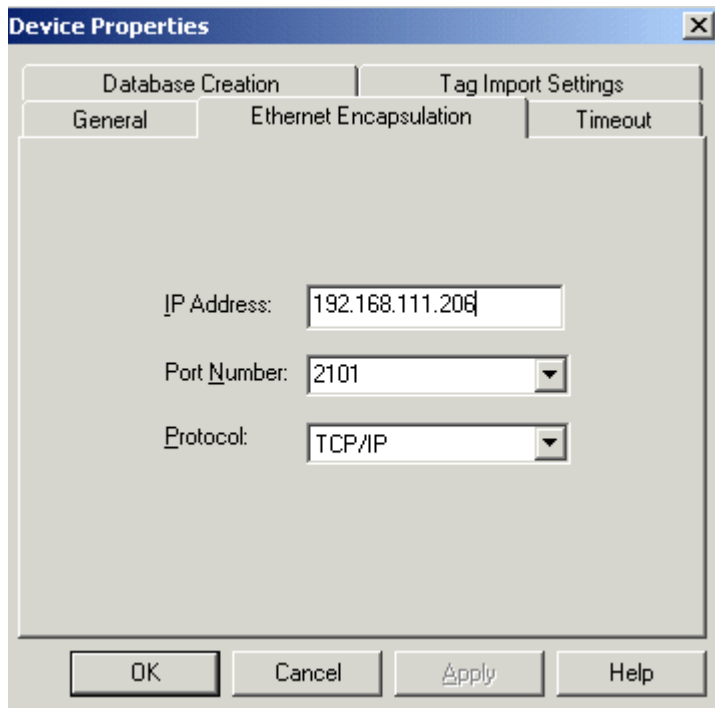 Device Properties
Database Creation Tag Import Settings
General Ethernet Encapsulation Timeout
IP Address: 192.168.111.206
Port Number: 2101
Protocol: TCP/IP
OK Cancel Apply Help